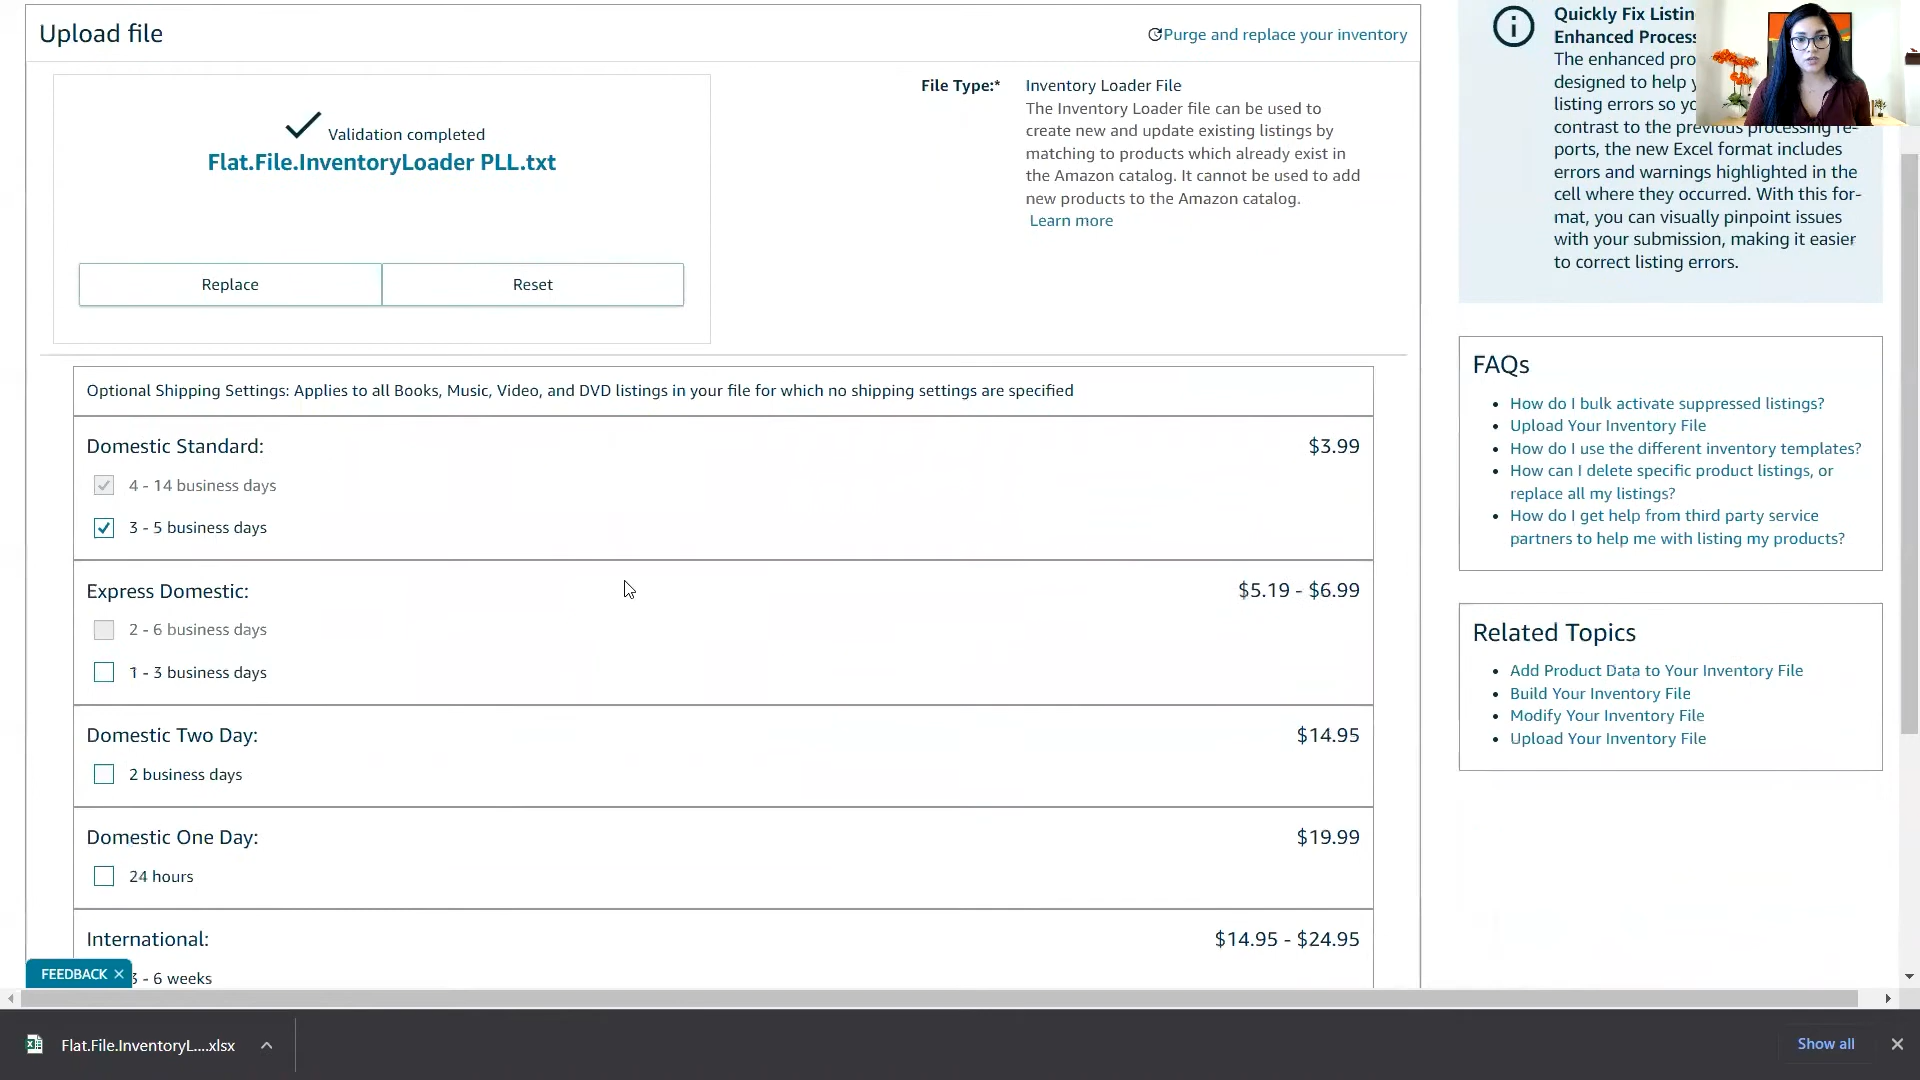 Upload file
Purge and replace your inventory
Validation completed
Flat.File.InventoryLoader PLL.txt
Replace
Reset
File Type:*
Inventory Loader File
The Inventory Loader file can be used to
create new and update existing listings by
matching to products which already exist in
the Amazon catalog. It cannot be used to add
new products to the Amazon catalog.
Learn more
Optional Shipping Settings: Applies to all Books, Music, Video, and DVD listings in your file for which no shipping settings are specified
Domestic Standard:
$3.99
4 - 14 business days
3 - 5 business days
Express Domestic:
$5.19 - $6.99
2 - 6 business days
1 - 3 business days
Domestic Two Day:
$14.95
2 business days
Domestic One Day:
$19.99
24 hours
International:
$14.95 - $24.95
3 - 6 weeks
FEEDBACK
Quickly Fix Listin
Enhanced Process
The enhanced pro
designed to help y
listing errors so yo
contrast to the previous processing re-
ports, the new Excel format includes
errors and warnings highlighted in the
cell where they occurred. With this for-
mat, you can visually pinpoint issues
with your submission, making it easier
to correct listing errors.
FAQs
How do I bulk activate suppressed listings?
Upload Your Inventory File
How do I use the different inventory templates?
How can I delete specific product listings, or
replace all my listings?
How do I get help from third party service
partners to help me with listing my products?
Related Topics
Add Product Data to Your Inventory File
Build Your Inventory File
Modify Your Inventory File
Upload Your Inventory File
Flat.File.InventoryL....xlsx
Show all